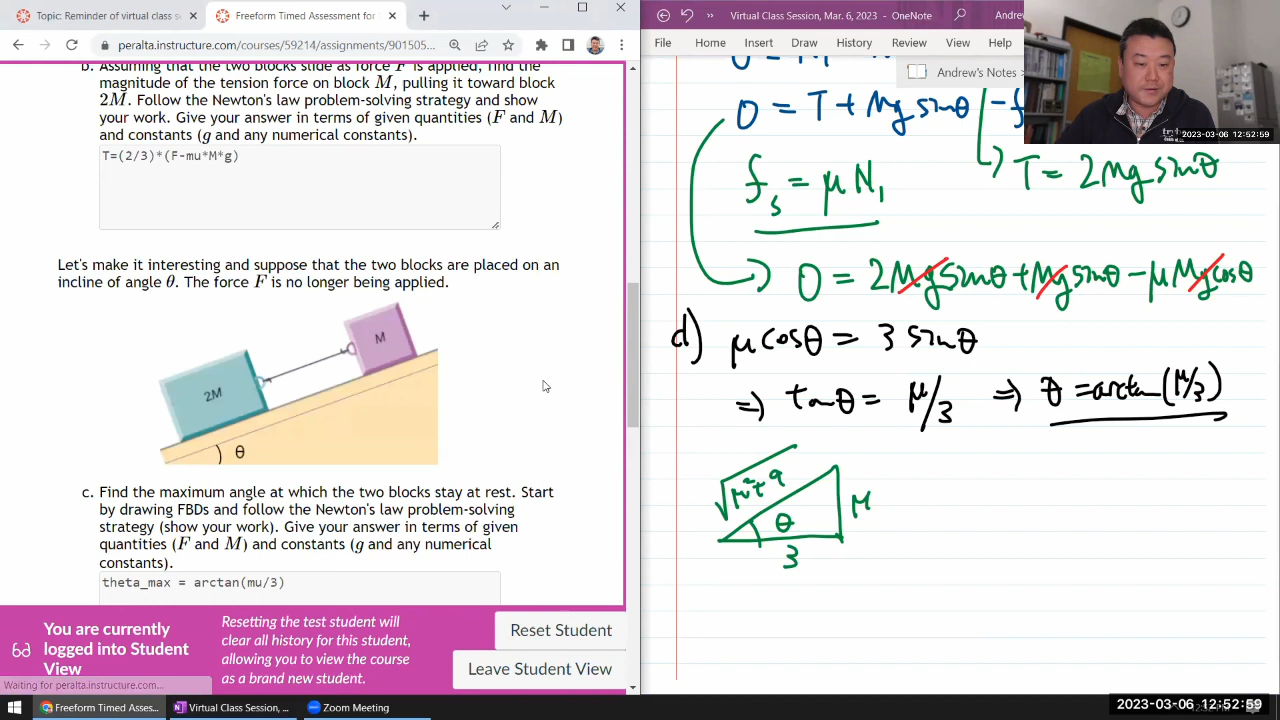 Topic: Reminder of virtual class s
Freeform Timed Assessment for
peralta.instructure.com/courses/59214/assignments/901505...
b. Assuming that the two blocks slide as force F is applied, find the
magnitude of the tension force on block M, pulling it toward block
2M. Follow the Newton's law problem-solving strategy and show
your work. Give your answer in terms of given quantities (F and M)
and constants (g and any numerical constants).
T=(2/3)*(F-mu*M*g)
Let's make it interesting and suppose that the two blocks are placed on an
incline of angle θ. The force F is no longer being applied.
M
2M
θ
c. Find the maximum angle at which the two blocks stay at rest. Start
by drawing FBDs and follow the Newton's law problem-solving
strategy (show your work). Give your answer in terms of given
quantities (F and M) and constants (g and any numerical
constants).
theta_max = arctan(mu/3)
You are currently
logged into Student
View
Resetting the test student will
clear all history for this student,
allowing you to view the course
as a brand new student.
Reset Student
Leave Student View
Waiting for peralta.instructure.com...
Virtual Class Session, Mar. 6, 2023 - OneNote
Andre
File Home Insert Draw History Review View Help
Andrew's Notes >
0 = T + Mg sinθ - f
T = 2Mg sinθ
fs = μ N1
0 = 2Mg sinθ + Mg sinθ - μ Mg cosθ
d) μ cosθ = 3 sinθ
⇒ tanθ = μ/3 ⇒ θ = arctan(μ/3)
√μ²+9
θ
μ
3
2023-03-06 12:52:59
Freeform Timed Asses...
Virtual Class Session, ...
Zoom Meeting
2023-03-06 12:52:59